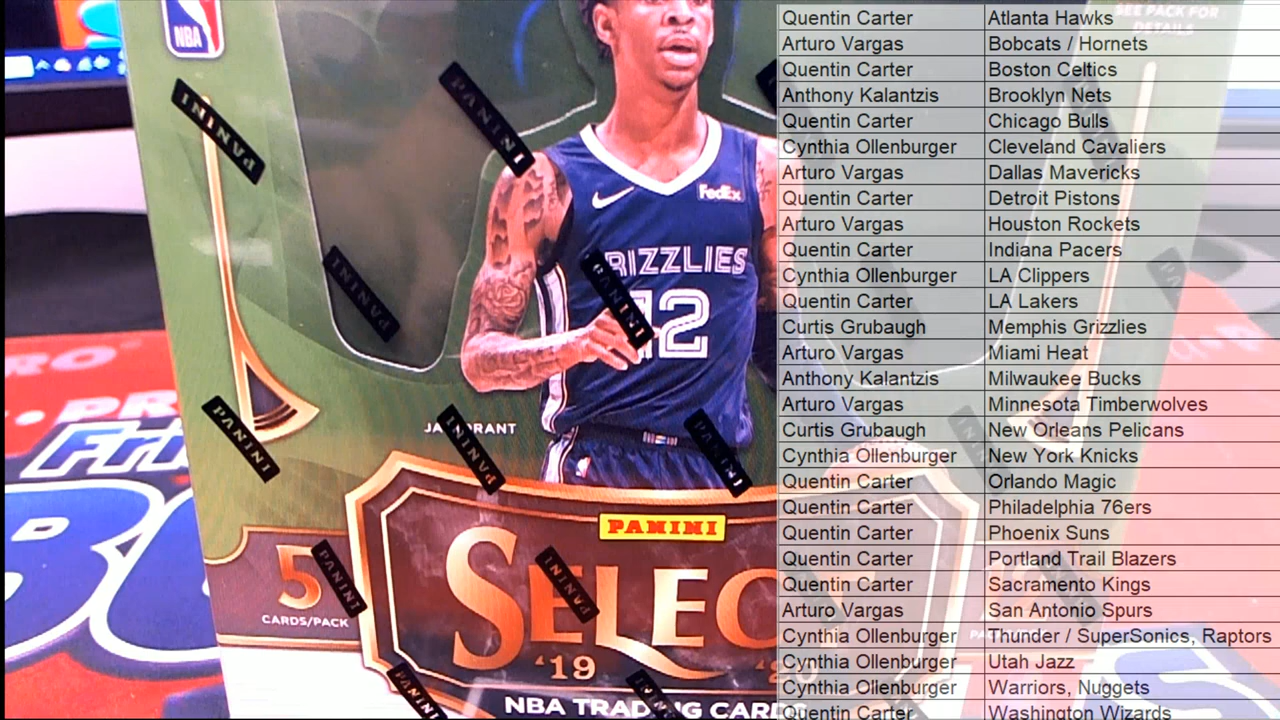 NBA
PANINI
PANINI
PANINI
PANINI
PANINI
PANINI
PANINI
PANINI
FedEx
RIZZLIES
12
PANINI
5
CARDS/PACK
SELEC
'19
NBA TRADING CARDS
SEE PACK FOR
DETAILS
Quentin Carter Atlanta Hawks
Arturo Vargas Bobcats / Hornets
Quentin Carter Boston Celtics
Anthony Kalantzis Brooklyn Nets
Quentin Carter Chicago Bulls
Cynthia Ollenburger Cleveland Cavaliers
Arturo Vargas Dallas Mavericks
Quentin Carter Detroit Pistons
Arturo Vargas Houston Rockets
Quentin Carter Indiana Pacers
Cynthia Ollenburger LA Clippers
Quentin Carter LA Lakers
Curtis Grubaugh Memphis Grizzlies
Arturo Vargas Miami Heat
Anthony Kalantzis Milwaukee Bucks
Arturo Vargas Minnesota Timberwolves
Curtis Grubaugh New Orleans Pelicans
Cynthia Ollenburger New York Knicks
Quentin Carter Orlando Magic
Quentin Carter Philadelphia 76ers
Quentin Carter Phoenix Suns
Quentin Carter Portland Trail Blazers
Quentin Carter Sacramento Kings
Arturo Vargas San Antonio Spurs
Cynthia Ollenburger Thunder / SuperSonics, Raptors
Cynthia Ollenburger Utah Jazz
Cynthia Ollenburger Warriors, Nuggets
Quentin Carter Washington Wizards